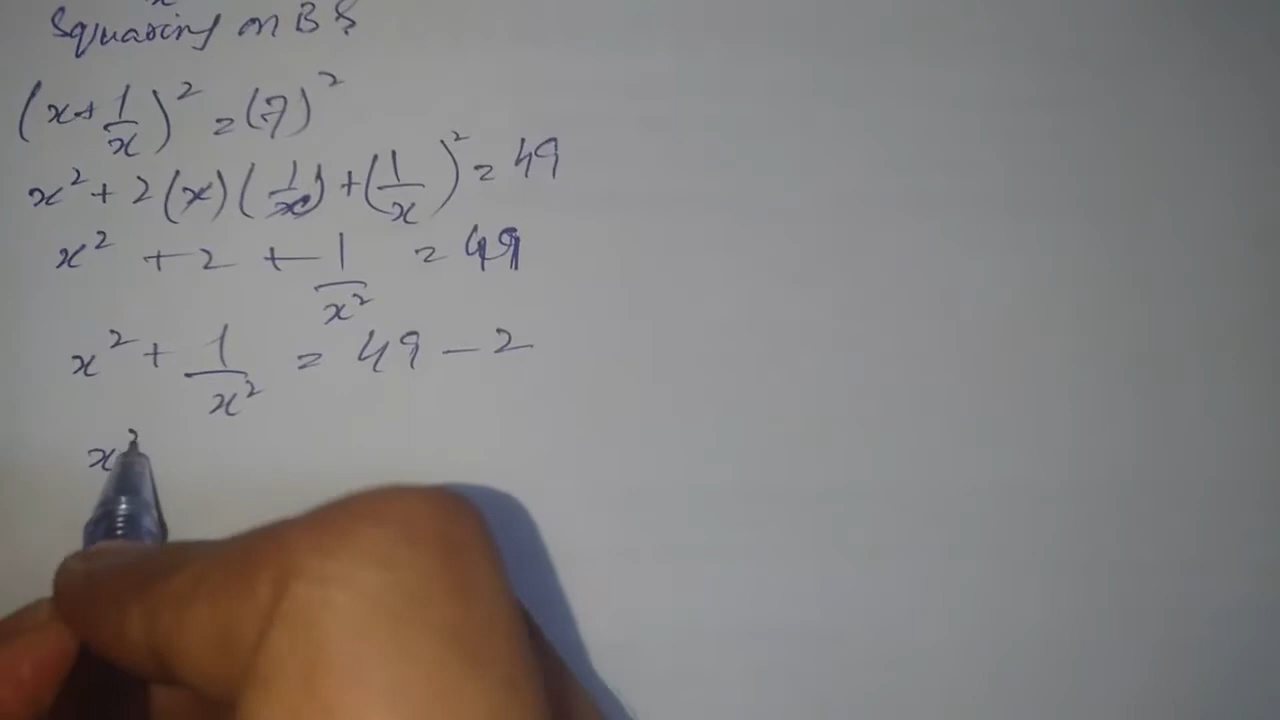 Squaring on B S
(x + 1/x)² = (7)²
x² + 2(x)(1/x) + (1/x)² = 49
x² + 2 + 1/x² = 49
x² + 1/x² = 49 - 2
x²